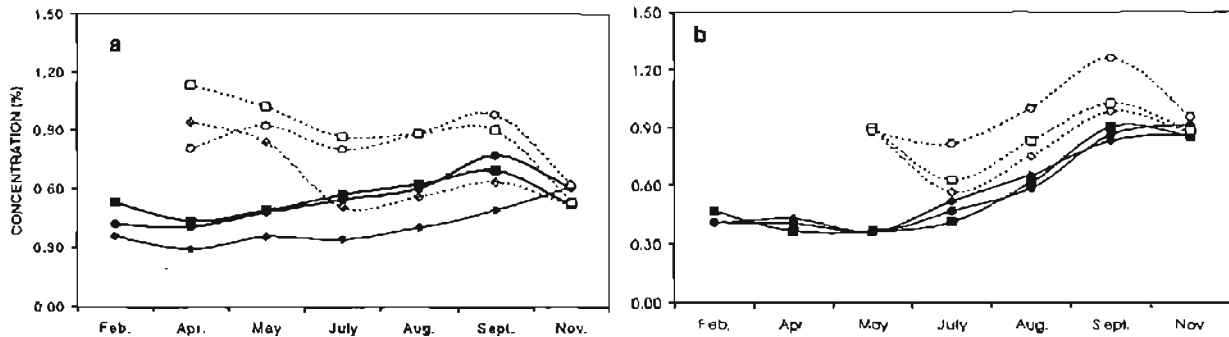 a
1.50
1.20
0.90
0.60
0.30
0.00
CONCENTRATION (%)
Feb. Apr. May July Aug. Sept. Nov.
b
1.50
1.20
0.90
0.60
0.30
0.00
Feb. Apr May July Aug. Sept. Nov